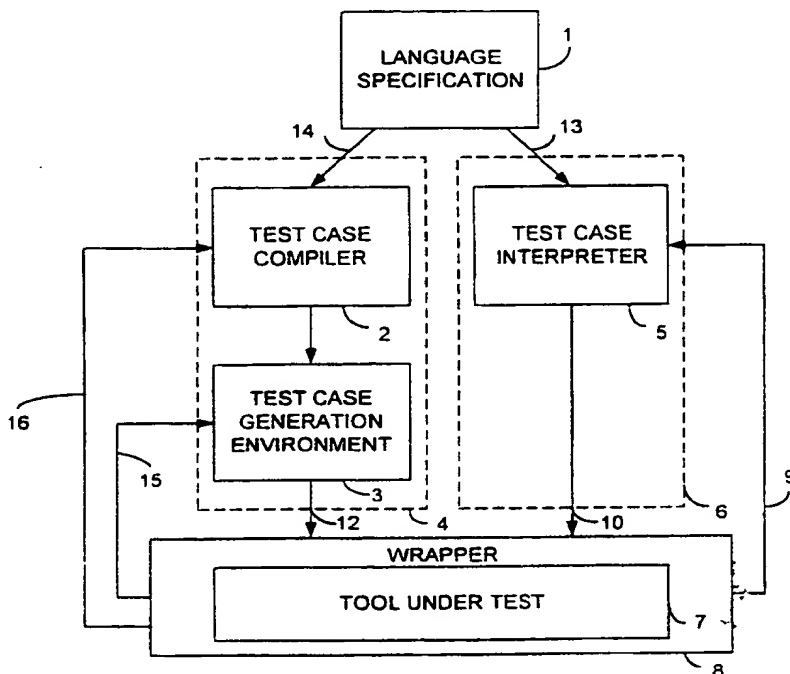 1
LANGUAGE
SPECIFICATION
14
13
TEST CASE
COMPILER
2
TEST CASE
INTERPRETER
5
TEST CASE
GENERATION
ENVIRONMENT
3
16
15
12
4
10
6
9
WRAPPER
TOOL UNDER TEST
7
8